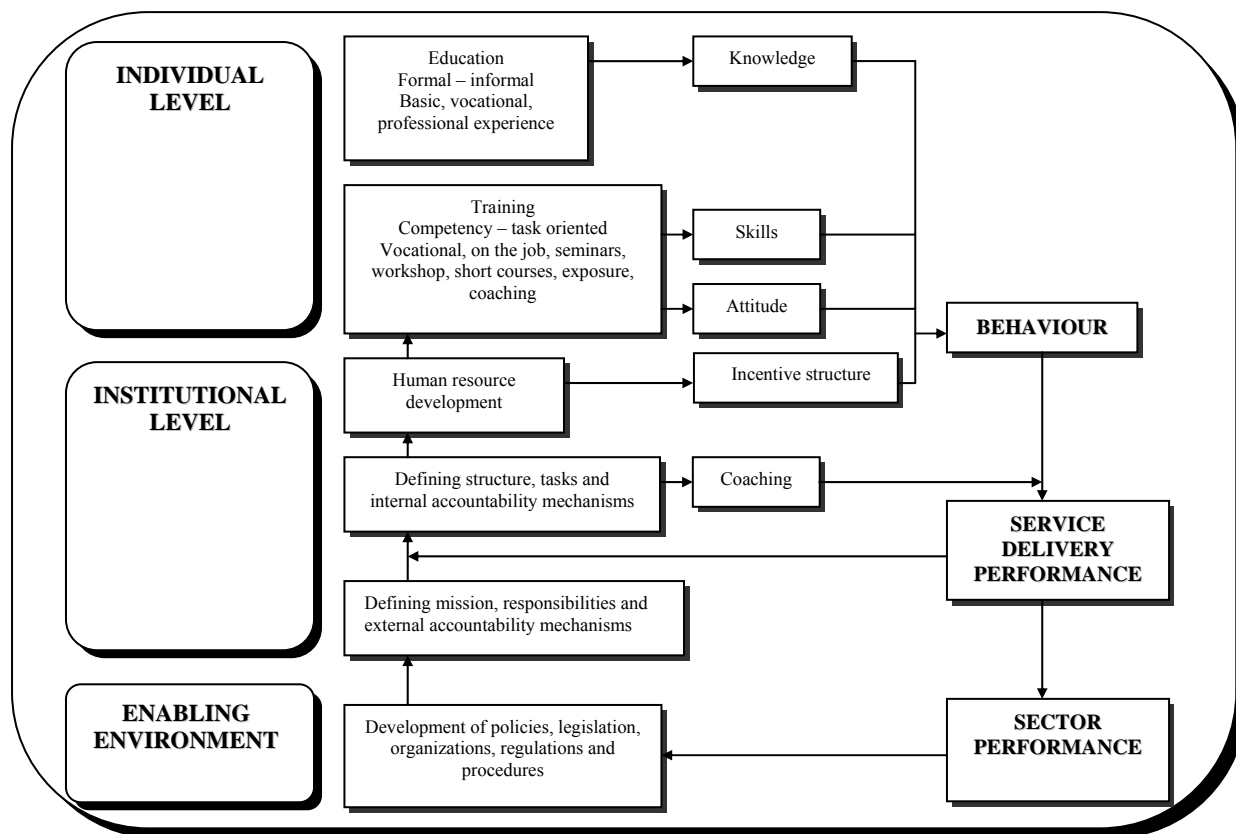 INDIVIDUAL
LEVEL
Education
Formal – informal
Basic, vocational,
professional experience
Knowledge
Training
Competency – task oriented
Vocational, on the job, seminars,
workshop, short courses, exposure,
coaching
Skills
Attitude
BEHAVIOUR
INSTITUTIONAL
LEVEL
Human resource
development
Incentive structure
Defining structure, tasks and
internal accountability mechanisms
Coaching
SERVICE
DELIVERY
PERFORMANCE
Defining mission, responsibilities and
external accountability mechanisms
ENABLING
ENVIRONMENT
Development of policies, legislation,
organizations, regulations and
procedures
SECTOR
PERFORMANCE